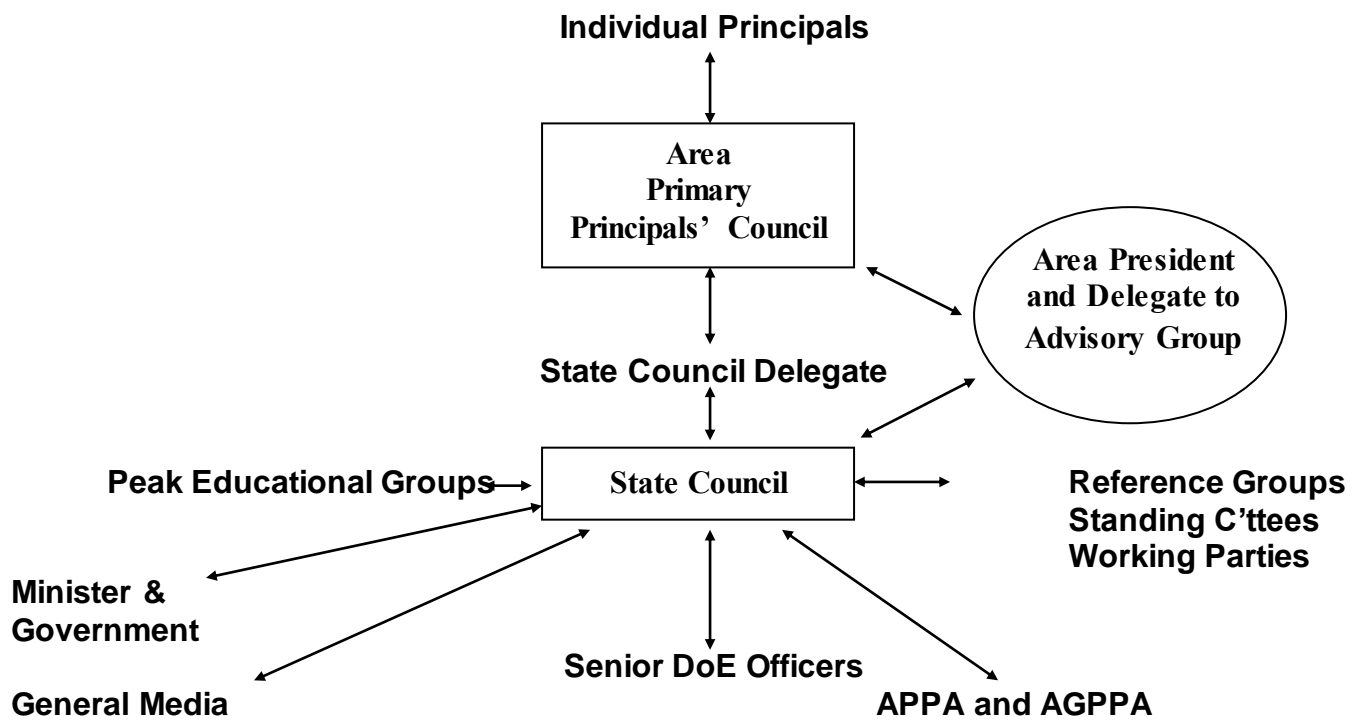 Individual Principals
Area
Primary
Principals’ Council
Area President
and Delegate to
Advisory Group
State Council Delegate
Peak Educational Groups
State Council
Reference Groups
Standing C’ttees
Working Parties
Minister &
Government
Senior DoE Officers
General Media
APPA and AGPPA